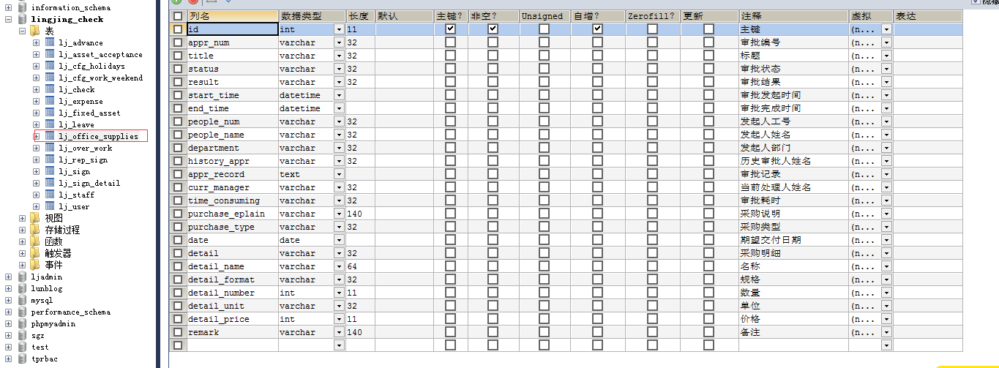 information_schema
lingjing_check
表
lj_advance
lj_asset_acceptance
lj_cfg_holidays
lj_cfg_work_weekend
lj_check
lj_expense
lj_fixed_asset
lj_leave
lj_office_supplies
lj_over_work
lj_rep_sign
lj_sign
lj_sign_detail
lj_staff
lj_user
视图
存储过程
函数
触发器
事件
ljadmin
lunblog
mysql
performance_schema
phpmyadmin
sgz
test
tprbac
隐藏
列名 数据类型 长度 默认 主键? 非空? Unsigned 自增? Zerofill? 更新 注释 虚拟 表达
id int 11 主键 (n...
appr_num varchar 32 审批编号 (n...
title varchar 32 标题 (n...
status varchar 32 审批状态 (n...
result varchar 32 审批结果 (n...
start_time datetime 审批发起时间 (n...
end_time datetime 审批完成时间 (n...
people_num varchar 32 发起人工号 (n...
people_name varchar 32 发起人姓名 (n...
department varchar 32 发起人部门 (n...
history_appr varchar 32 历史审批人姓名 (n...
appr_record text 审批记录 (n...
curr_manager varchar 32 当前处理人姓名 (n...
time_consuming varchar 32 审批耗时 (n...
purchase_eplain varchar 140 采购说明 (n...
purchase_type varchar 32 采购类型 (n...
date date 期望交付日期 (n...
detail varchar 32 采购明细 (n...
detail_name varchar 64 名称 (n...
detail_format varchar 32 规格 (n...
detail_number int 11 数量 (n...
detail_unit varchar 32 单位 (n...
detail_price int 11 价格 (n...
remark varchar 140 备注 (n...